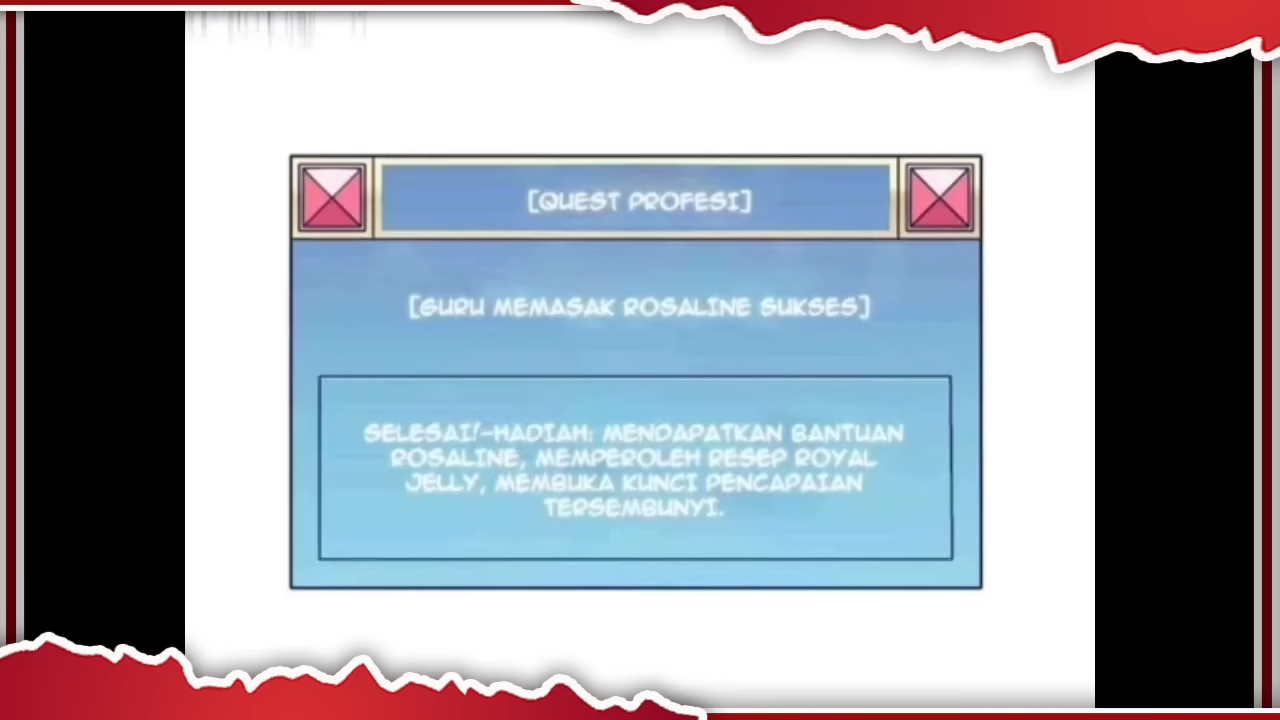 [QUEST PROFESI]
[GURU MEMASAK ROSALINE SUKSES]
SELESAI!-HADIAH: MENDAPATKAN BANTUAN
ROSALINE, MEMPEROLEH RESEP ROYAL
JELLY, MEMBUKA KUNCI PENCAPAIAN
TERSEMBUNYI.